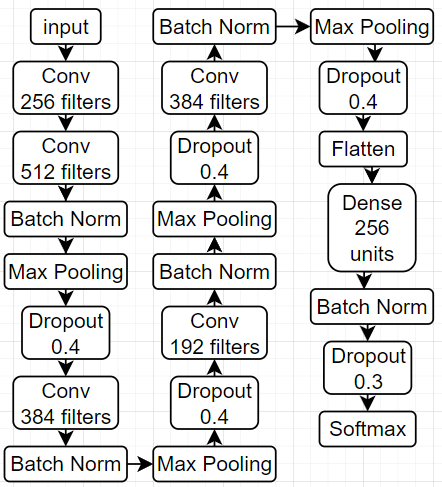 input
Conv
256 filters
Conv
512 filters
Batch Norm
Max Pooling
Dropout
0.4
Conv
384 filters
Batch Norm
Max Pooling
Dropout
0.4
Conv
192 filters
Batch Norm
Max Pooling
Dropout
0.4
Conv
384 filters
Batch Norm
Max Pooling
Dropout
0.4
Flatten
Dense
256
units
Batch Norm
Dropout
0.3
Softmax